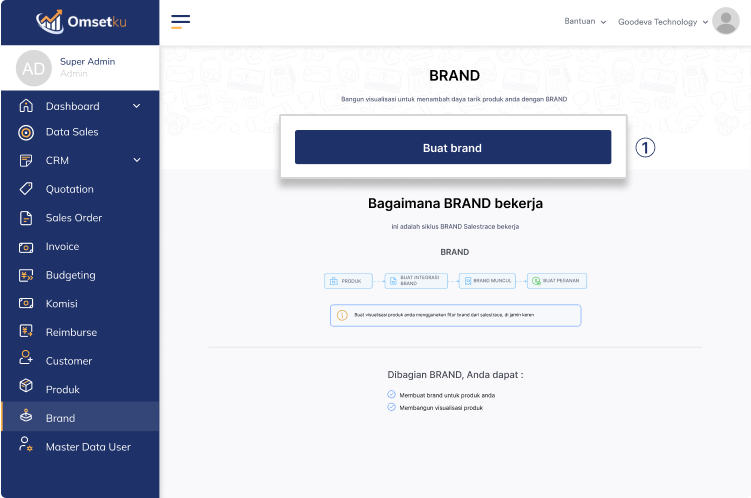 Omsetku
Bantuan
Goodeva Technology
AD
Super Admin
Admin
Dashboard
Data Sales
CRM
Quotation
Sales Order
Invoice
Budgeting
Komisi
Reimburse
Customer
Produk
Brand
Master Data User
BRAND
Bangun visualisasi untuk menambah daya tarik produk anda dengan BRAND
Buat brand
1
Bagaimana BRAND bekerja
ini adalah siklus BRAND Salestrace bekerja
BRAND
PRODUK
BUAT INTEGRASI
BRAND
BRAND MUNCUL
BUAT PESANAN
Buat visualisasi produk anda menggunakan fitur brand dari salestrace, di jamin keren
Dibagian BRAND, Anda dapat :
Membuat brand untuk produk anda
Membangun visualisasi produk